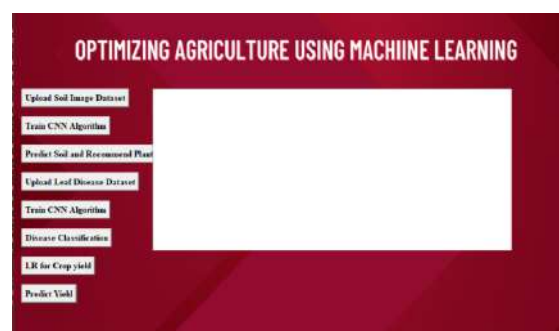 OPTIMIZING AGRICULTURE USING MACHIINE LEARNING
Upload Soil Image Dataset
Train CNN Algorithm
Predict Soil and Recommend Plant
Upload Leaf Disease Dataset
Train CNN Algorithm
Disease Classification
LR for Crop yield
Predict Yield